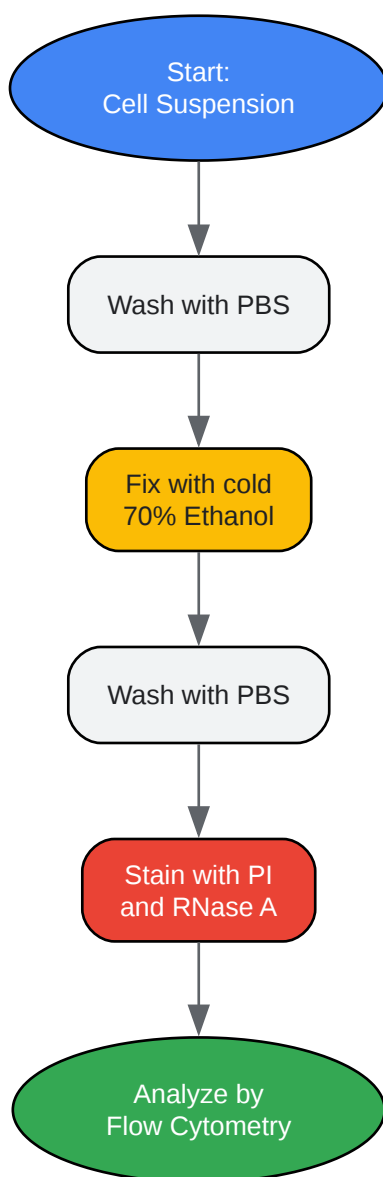 Start:
Cell Suspension
Wash with PBS
Fix with cold
70% Ethanol
Wash with PBS
Stain with PI
and RNase A
Analyze by
Flow Cytometry